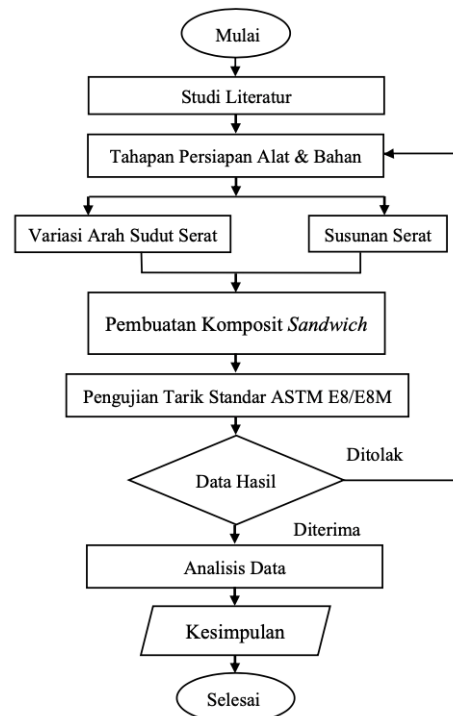 Mulai
Studi Literatur
Tahapan Persiapan Alat & Bahan
Variasi Arah Sudut Serat
Susunan Serat
Pembuatan Komposit Sandwich
Pengujian Tarik Standar ASTM E8/E8M
Ditolak
Data Hasil
Diterima
Analisis Data
Kesimpulan
Selesai